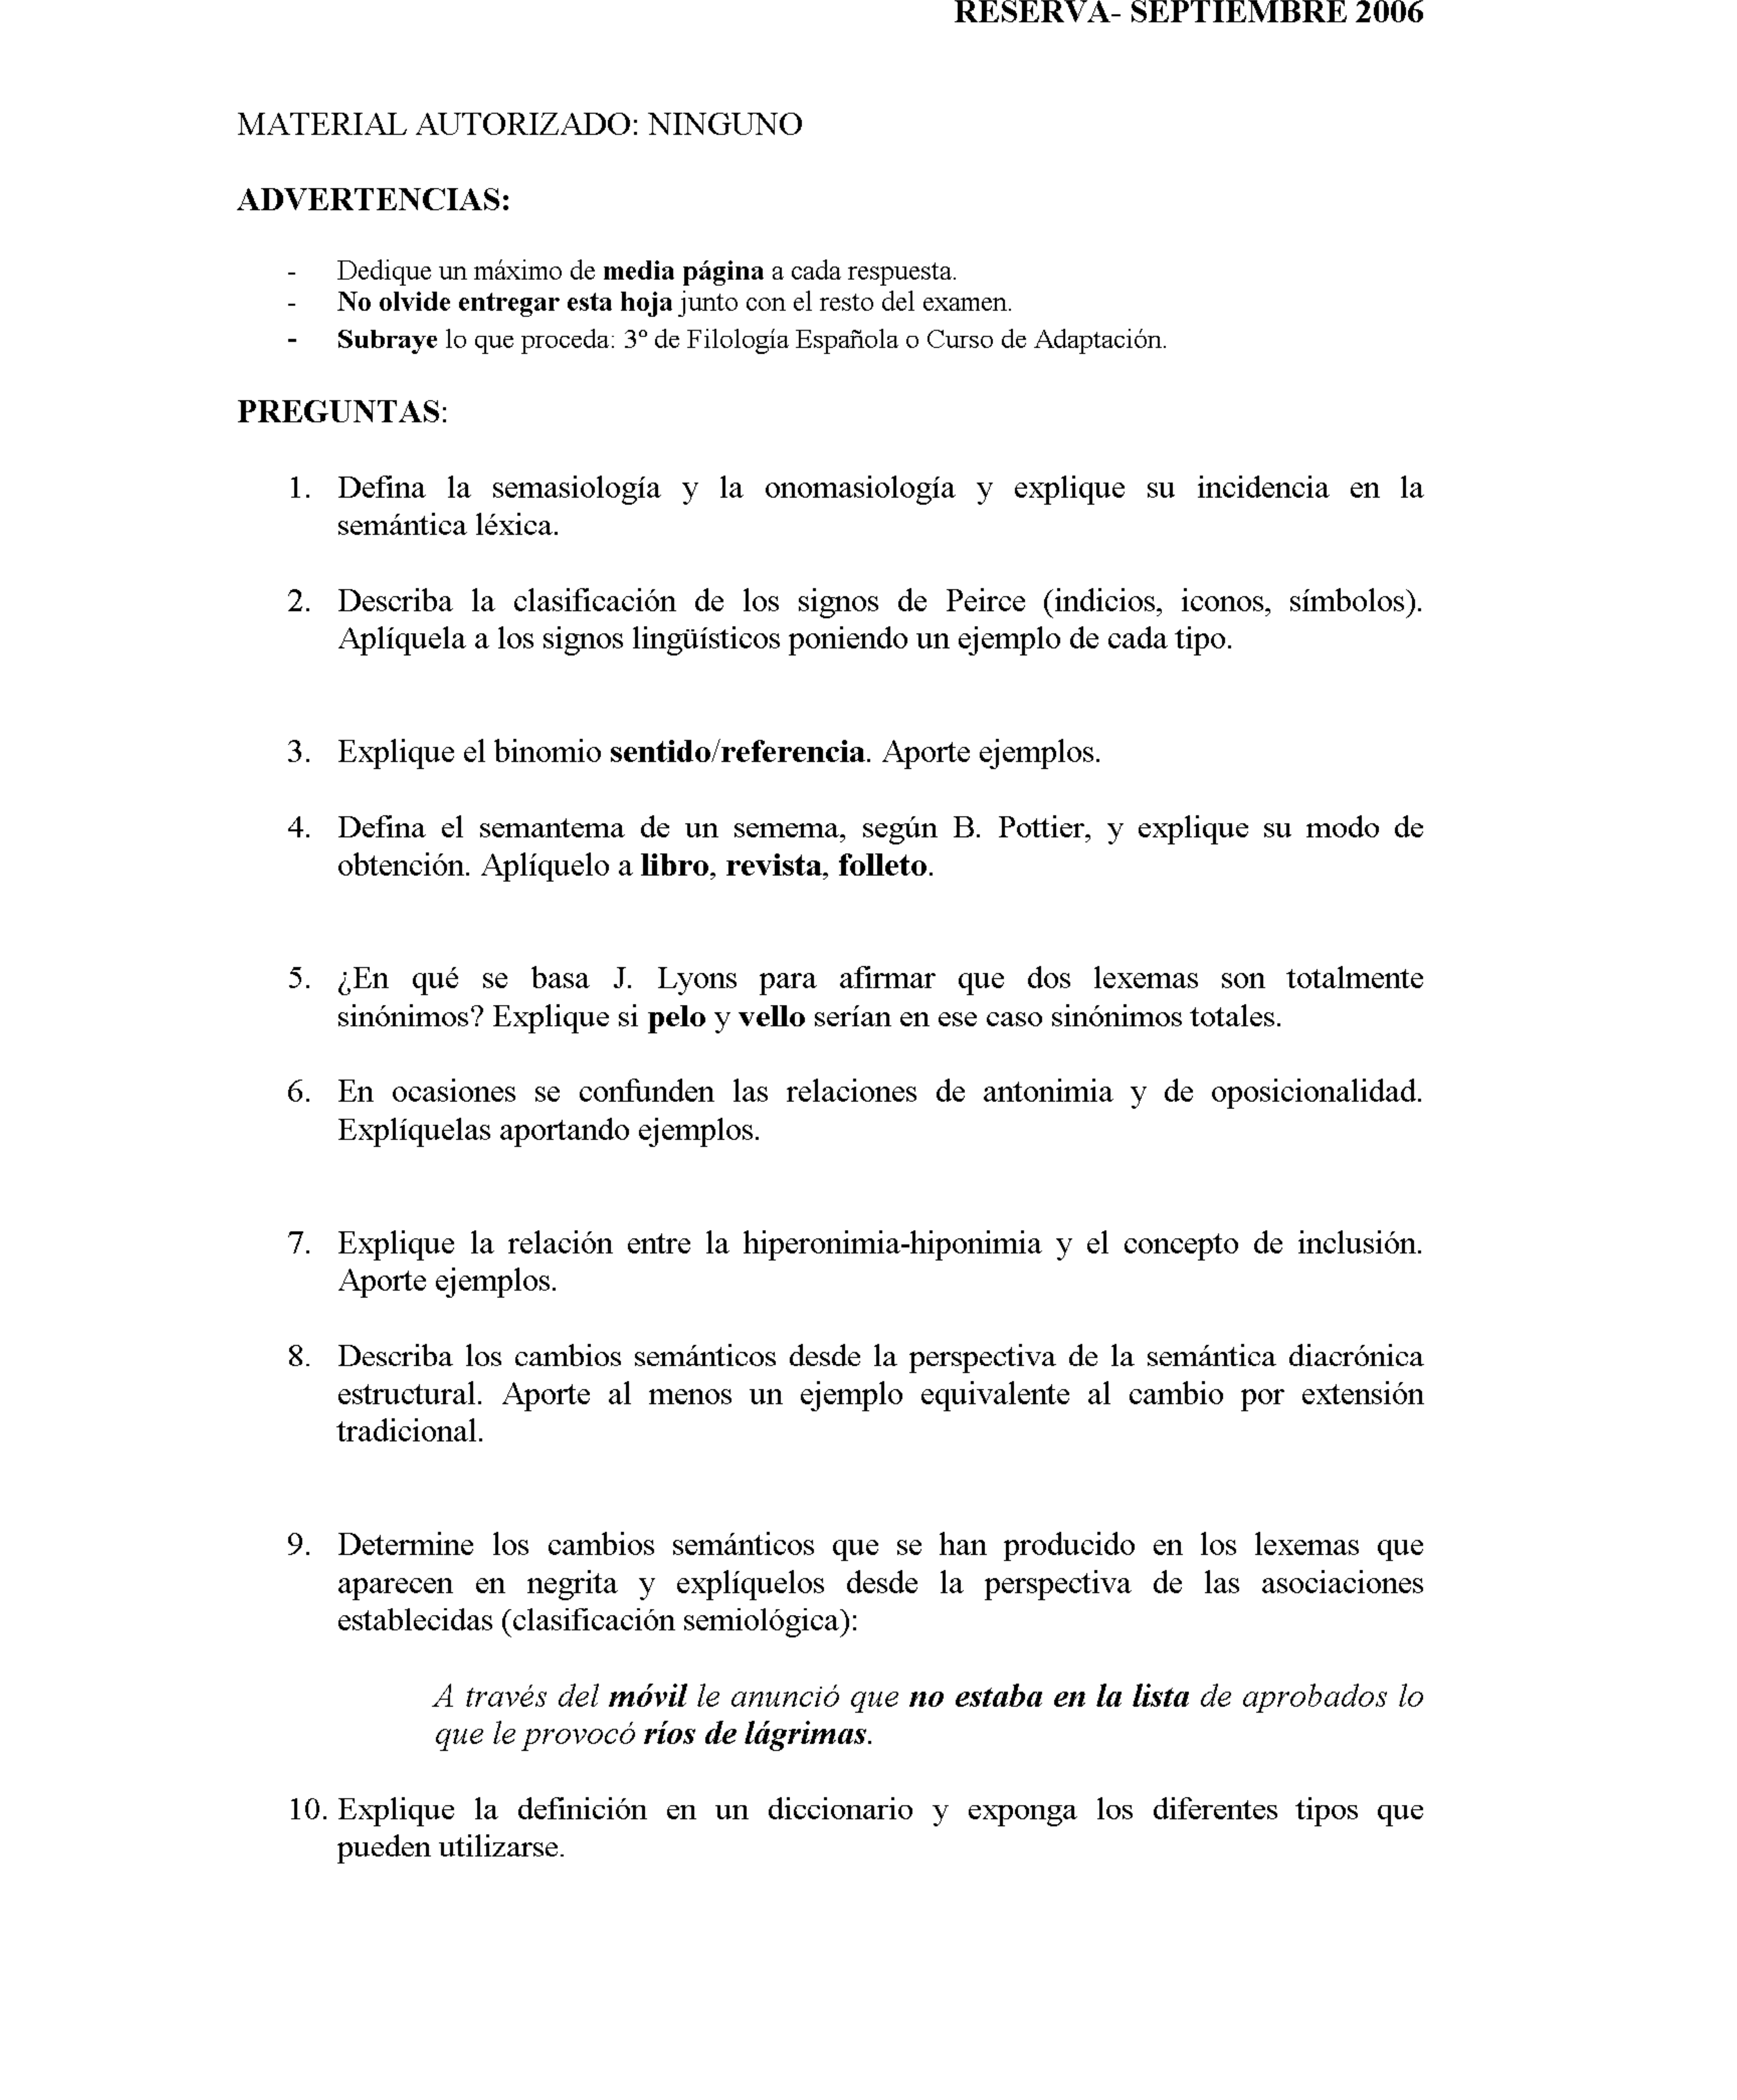 RESERVA- SEPTIEMBRE 2006
MATERIAL AUTORIZADO: NINGUNO
ADVERTENCIAS:
- Dedique un máximo de media página a cada respuesta.
- No olvide entregar esta hoja junto con el resto del examen.
- Subraye lo que proceda: 3º de Filología Española o Curso de Adaptación.
PREGUNTAS:
1. Defina la semasiología y la onomasiología y explique su incidencia en la
semántica léxica.
2. Describa la clasificación de los signos de Peirce (indicios, iconos, símbolos).
Aplíquela a los signos lingüísticos poniendo un ejemplo de cada tipo.
3. Explique el binomio sentido/referencia. Aporte ejemplos.
4. Defina el semantema de un semema, según B. Pottier, y explique su modo de
obtención. Aplíquelo a libro, revista, folleto.
5. ¿En qué se basa J. Lyons para afirmar que dos lexemas son totalmente
sinónimos? Explique si pelo y vello serían en ese caso sinónimos totales.
6. En ocasiones se confunden las relaciones de antonimia y de oposicionalidad.
Explíquelas aportando ejemplos.
7. Explique la relación entre la hiperonimia-hiponimia y el concepto de inclusión.
Aporte ejemplos.
8. Describa los cambios semánticos desde la perspectiva de la semántica diacrónica
estructural. Aporte al menos un ejemplo equivalente al cambio por extensión
tradicional.
9. Determine los cambios semánticos que se han producido en los lexemas que
aparecen en negrita y explíquelos desde la perspectiva de las asociaciones
establecidas (clasificación semiológica):
A través del móvil le anunció que no estaba en la lista de aprobados lo
que le provocó ríos de lágrimas.
10. Explique la definición en un diccionario y exponga los diferentes tipos que
pueden utilizarse.